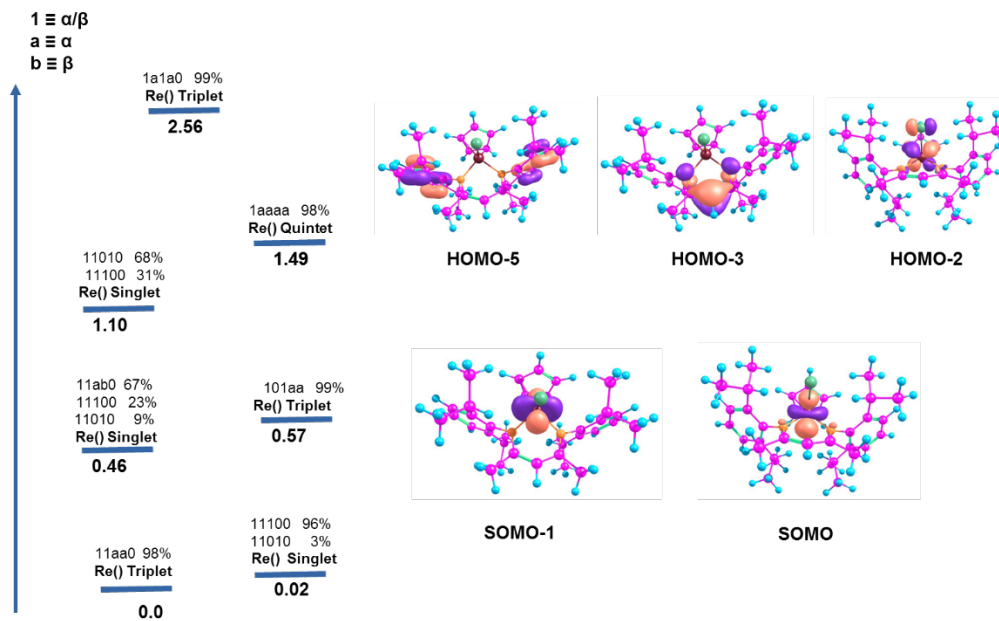 1 ≡ α/β
a ≡ α
b ≡ β
1a1a0 99%
Re() Triplet
2.56
1aaaa 98%
Re() Quintet
1.49
11010 68%
11100 31%
Re() Singlet
1.10
11ab0 67%
11100 23%
11010 9%
Re() Singlet
0.46
101aa 99%
Re() Triplet
0.57
11aa0 98%
Re() Triplet
0.0
11100 96%
11010 3%
Re() Singlet
0.02
HOMO-5
HOMO-3
HOMO-2
SOMO-1
SOMO